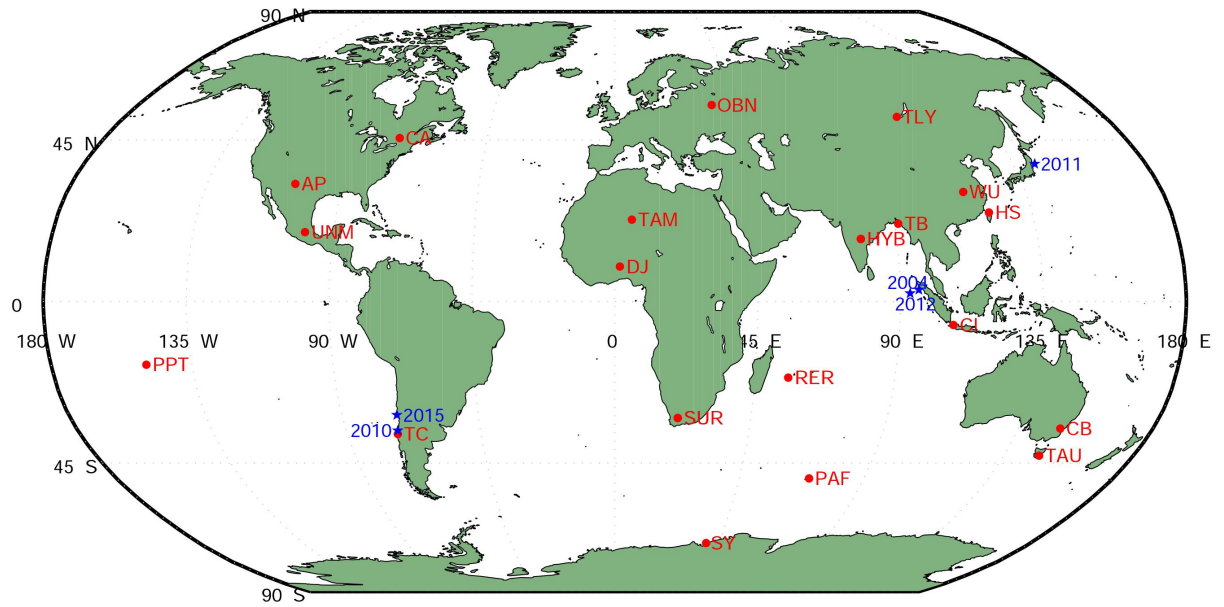 90 N
OBN
TLY
CA
45 N
2011
AP
WU
HS
TAM
TB
UNM
HYB
DJ
2004
2012
0
CI
180 W
135 W
90 W
0
45 E
90 E
135 E
180 E
PPT
RER
2015
SUR
2010
TC
CB
TAU
45 S
PAF
SY
90 S